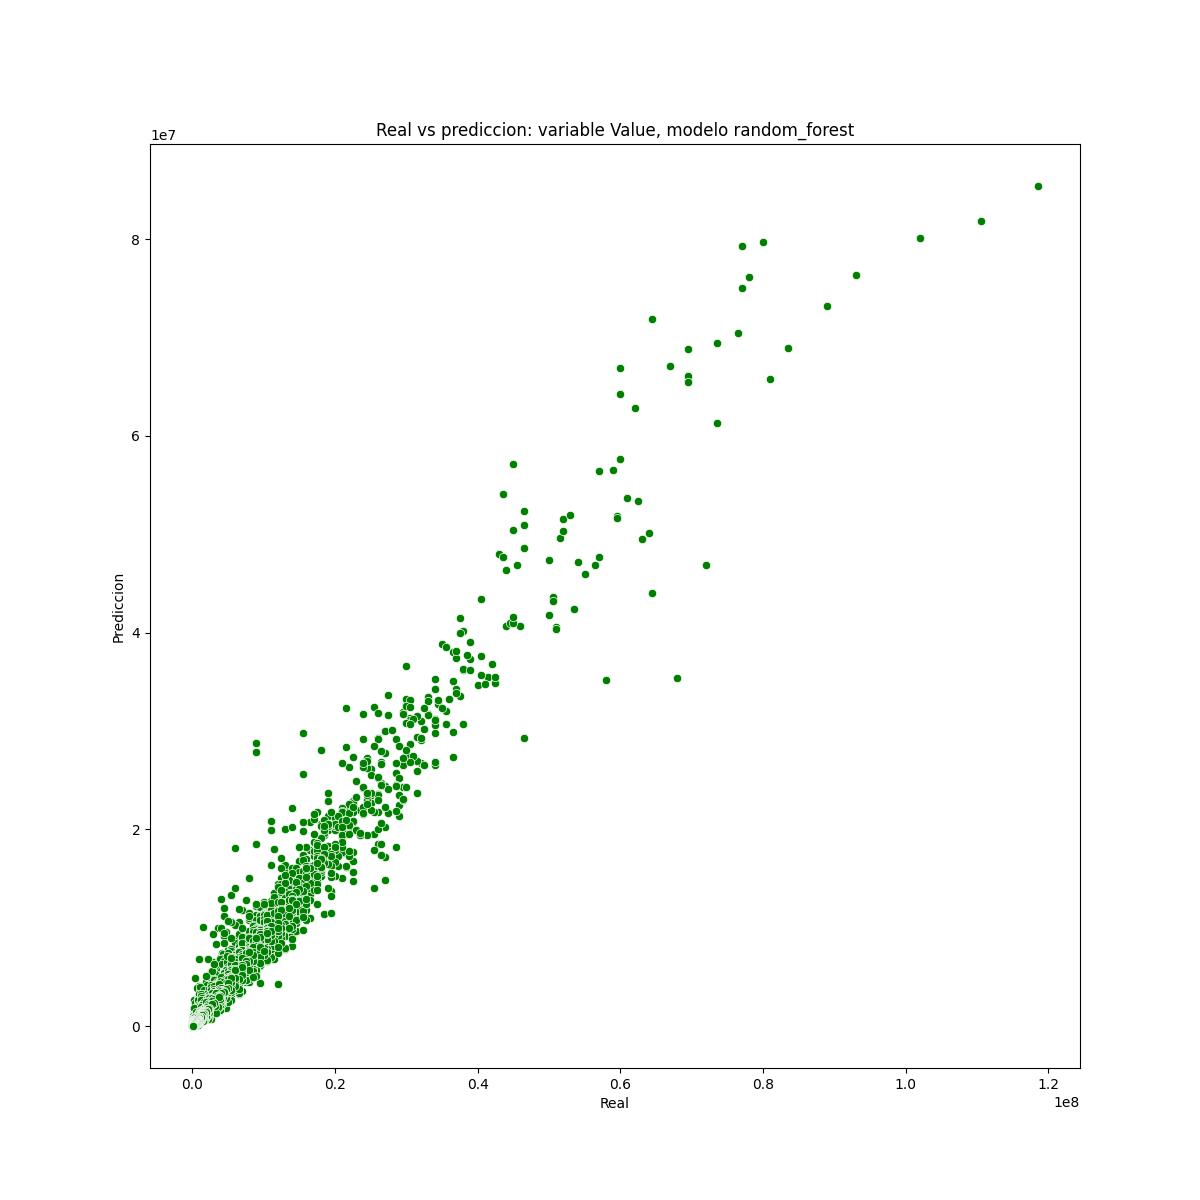 Real vs prediccion: variable Value, modelo random_forest
1e7
8
6
4
2
0
Prediccion
0.0 0.2 0.4 0.6 0.8 1.0 1.2
1e8
Real